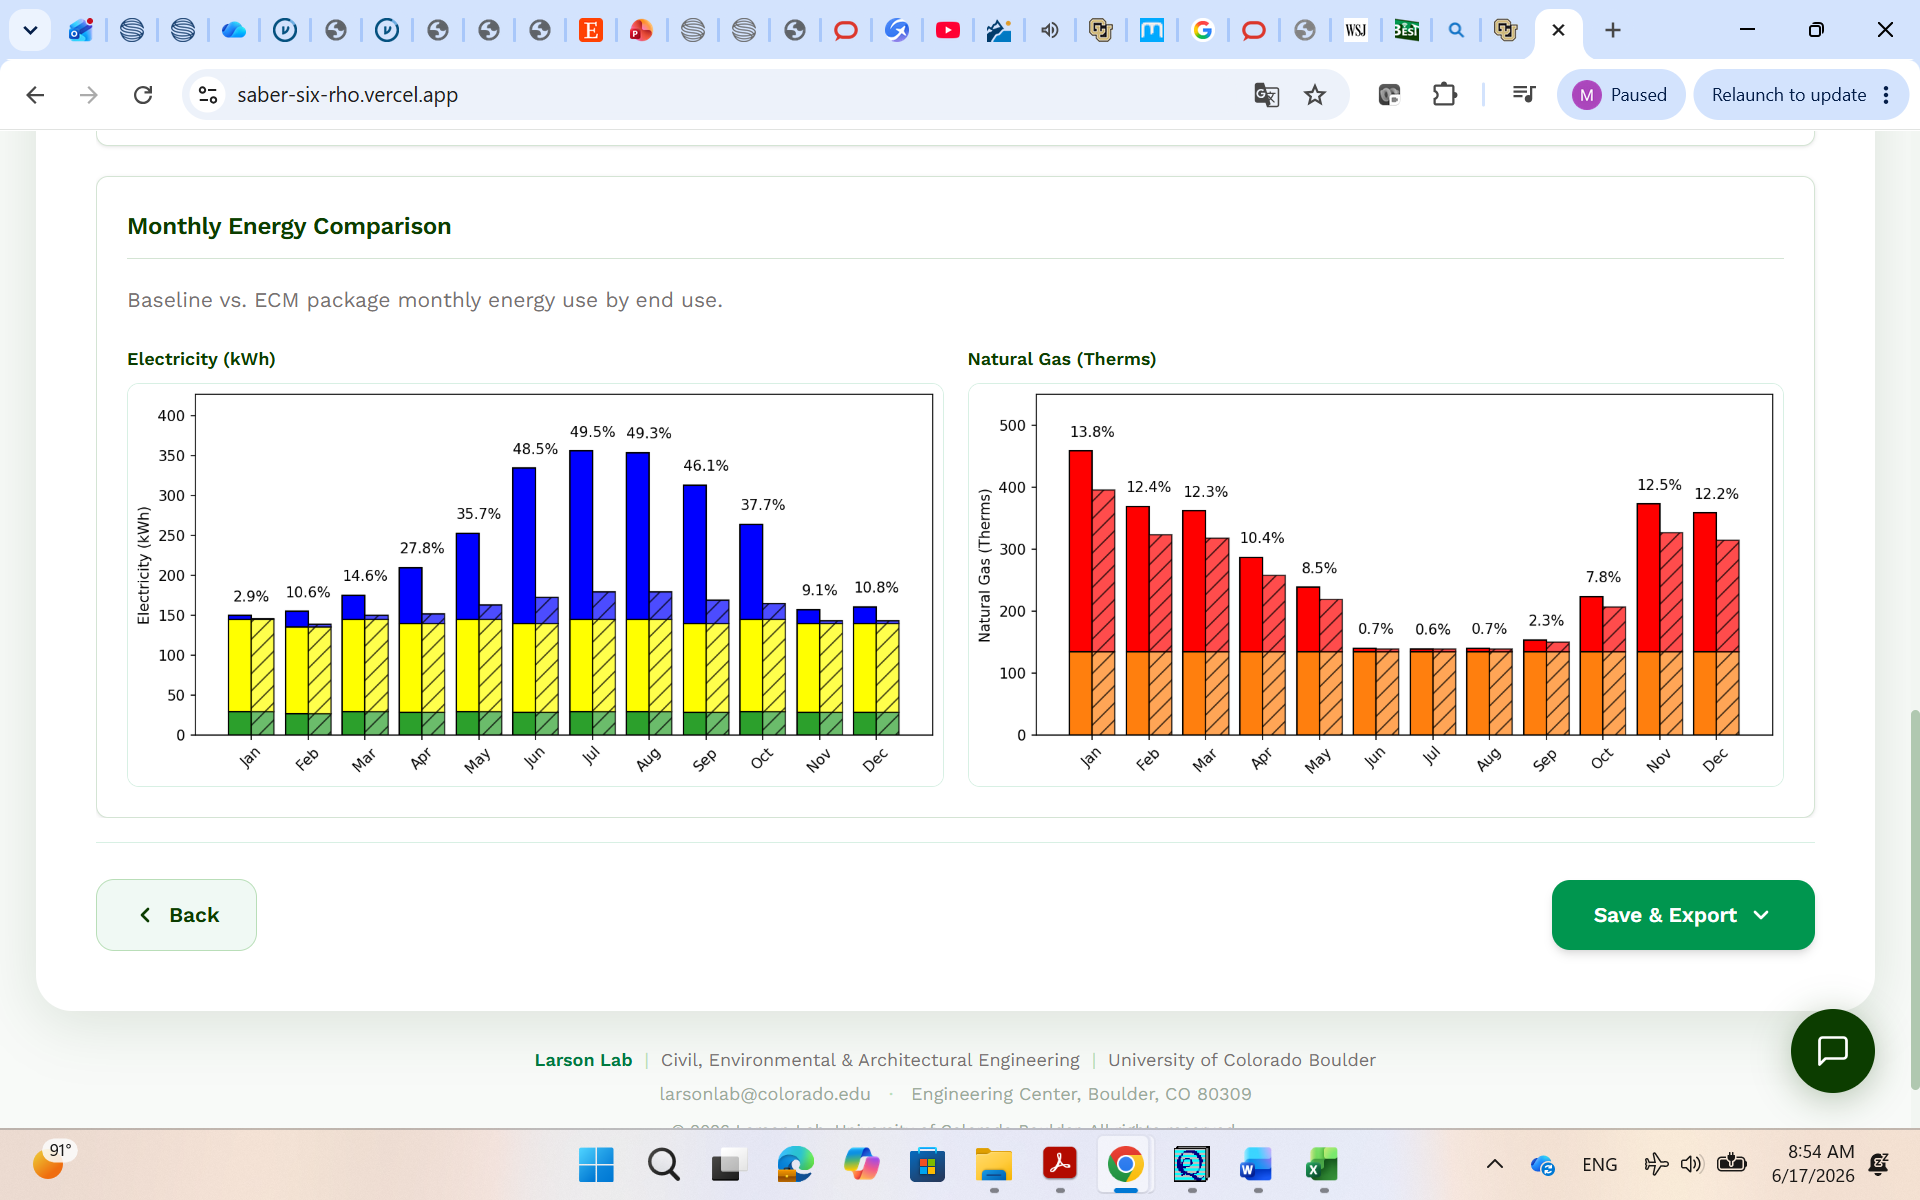 E
WSJ
BEST
saber-six-rho.vercel.app
M Paused
Relaunch to update
Monthly Energy Comparison
Baseline vs. ECM package monthly energy use by end use.
Electricity (kWh)
Electricity (kWh)
400
350
300
250
200
150
100
50
0
2.9%
10.6%
14.6%
27.8%
35.7%
48.5%
49.5%
49.3%
46.1%
37.7%
9.1%
10.8%
Jan
Feb
Mar
Apr
May
Jun
Jul
Aug
Sep
Oct
Nov
Dec
Natural Gas (Therms)
Natural Gas (Therms)
500
400
300
200
100
0
13.8%
12.4%
12.3%
10.4%
8.5%
0.7%
0.6%
0.7%
2.3%
7.8%
12.5%
12.2%
Jan
Feb
Mar
Apr
May
Jun
Jul
Aug
Sep
Oct
Nov
Dec
Back
Save & Export
Larson Lab | Civil, Environmental & Architectural Engineering | University of Colorado Boulder
larsonlab@colorado.edu · Engineering Center, Boulder, CO 80309
91°
ENG
8:54 AM
6/17/2026